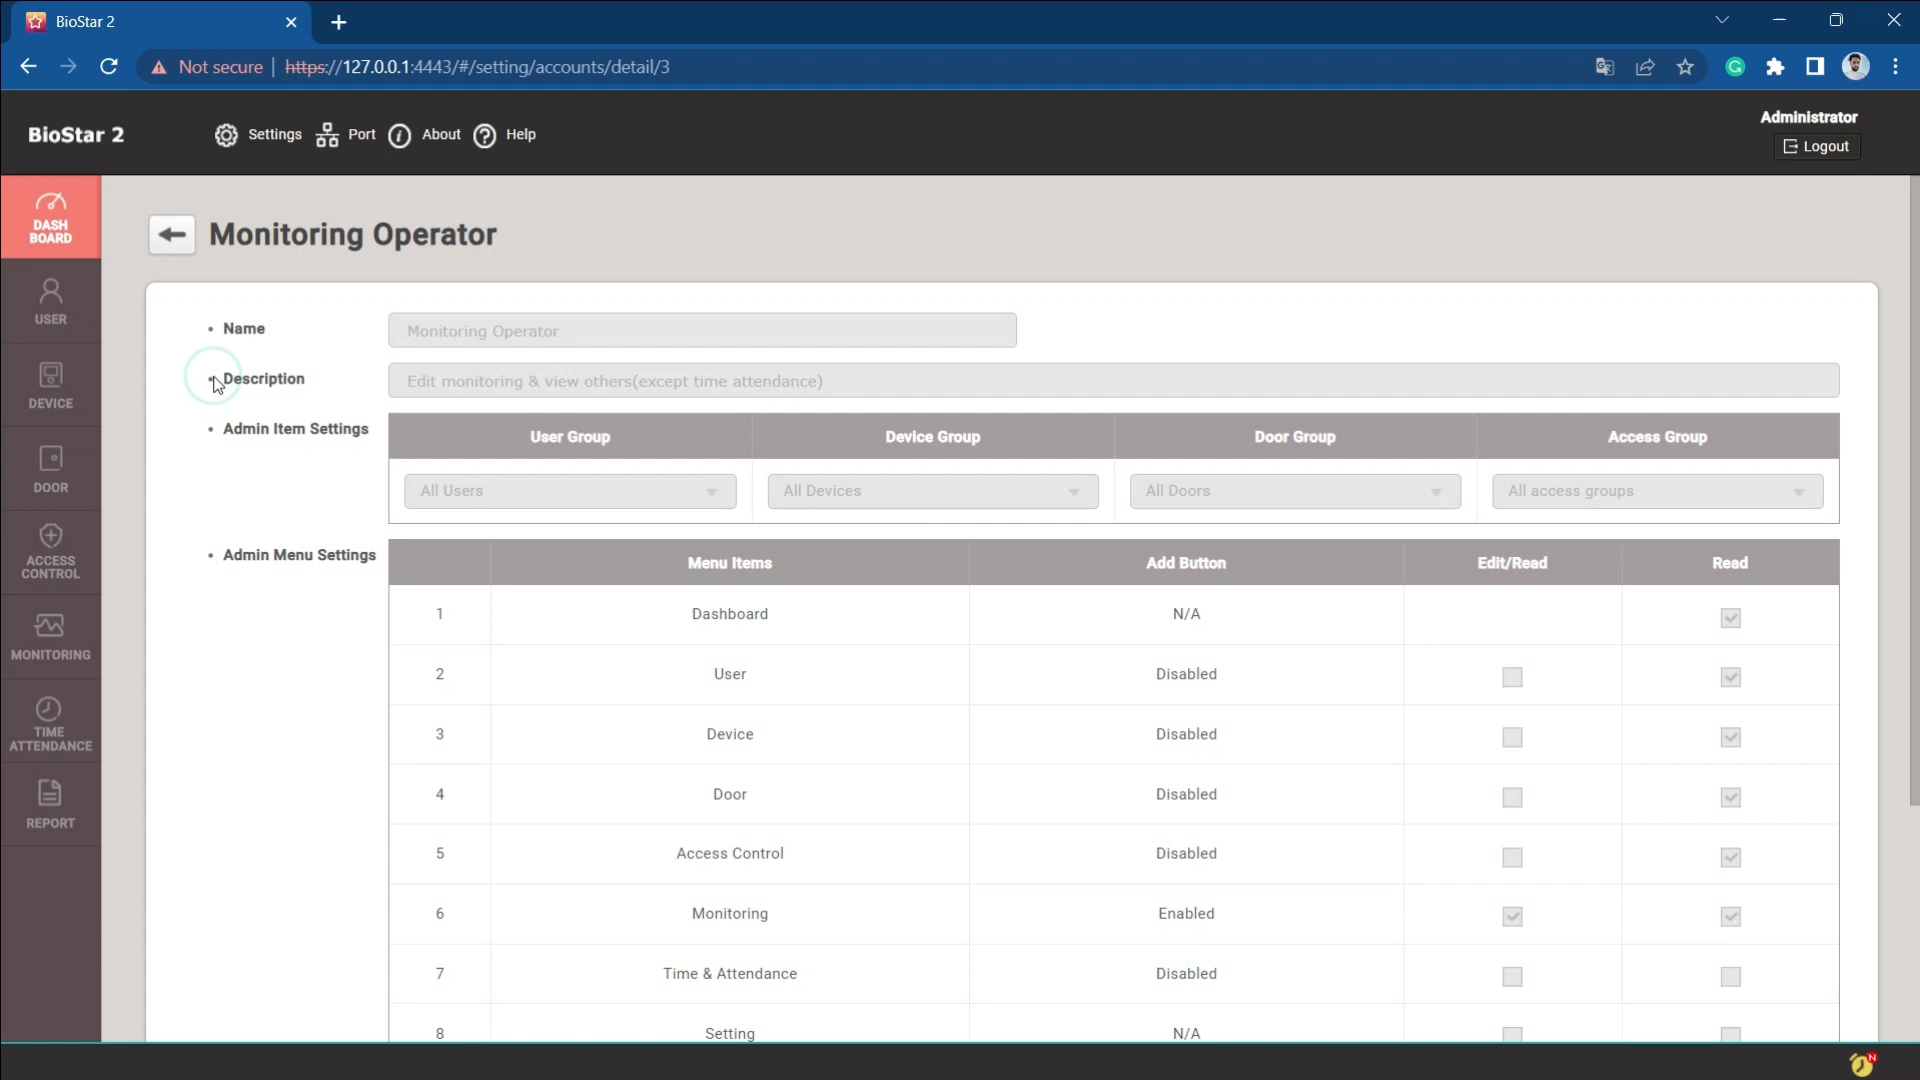 BioStar 2
Not secure | https://127.0.0.1:4443/#/setting/accounts/detail/3
BioStar 2
Settings Port About Help
Administrator
Logout
DASH
BOARD
USER
DEVICE
DOOR
ACCESS
CONTROL
MONITORING
TIME
ATTENDANCE
REPORT
Monitoring Operator
• Name Monitoring Operator
• Description Edit monitoring & view others(except time attendance)
• Admin Item Settings User Group Device Group Door Group Access Group
All Users All Devices All Doors All access groups
• Admin Menu Settings Menu Items Add Button Edit/Read Read
1 Dashboard N/A
2 User Disabled
3 Device Disabled
4 Door Disabled
5 Access Control Disabled
6 Monitoring Enabled
7 Time & Attendance Disabled
8 Setting N/A
N